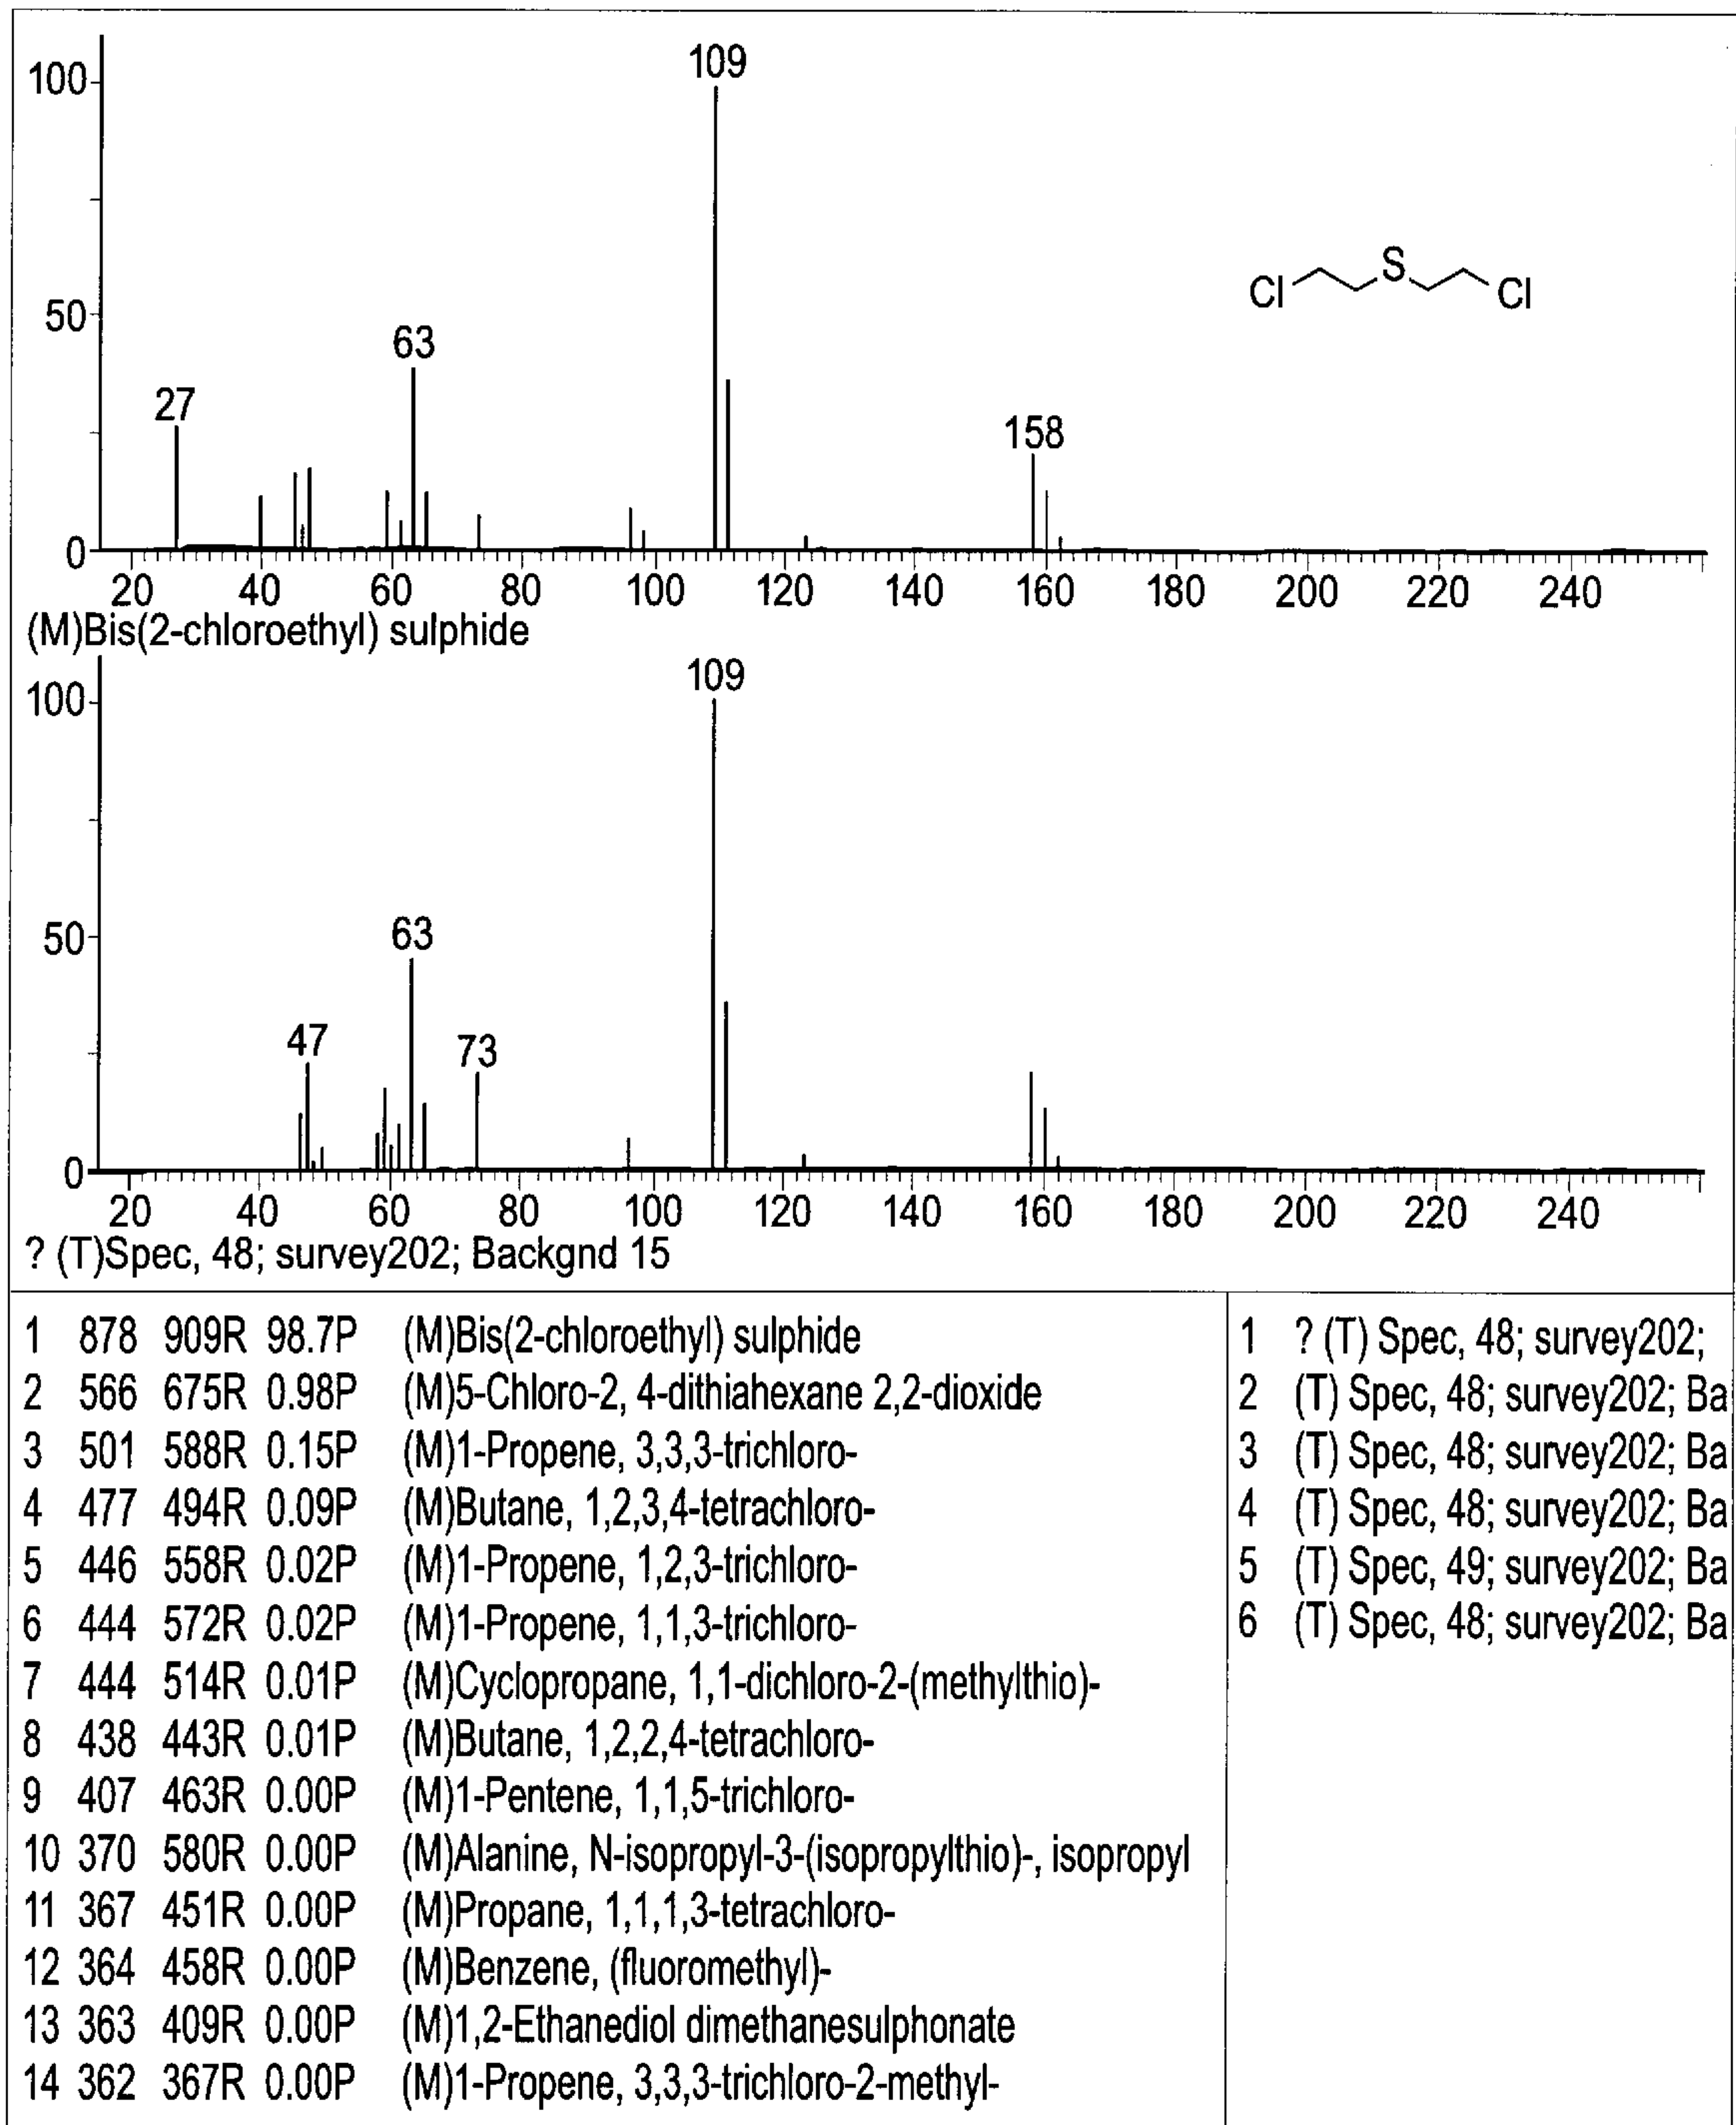 109
100
Cl S Cl
50
63
27
158
0
20 40 60 80 100 120 140 160 180 200 220 240
(M)Bis(2-chloroethyl) sulphide
109
100
50
63
47
73
0
20 40 60 80 100 120 140 160 180 200 220 240
? (T)Spec, 48; survey202; Backgnd 15
1 878 909R 98.7P (M)Bis(2-chloroethyl) sulphide
2 566 675R 0.98P (M)5-Chloro-2, 4-dithiahexane 2,2-dioxide
3 501 588R 0.15P (M)1-Propene, 3,3,3-trichloro-
4 477 494R 0.09P (M)Butane, 1,2,3,4-tetrachloro-
5 446 558R 0.02P (M)1-Propene, 1,2,3-trichloro-
6 444 572R 0.02P (M)1-Propene, 1,1,3-trichloro-
7 444 514R 0.01P (M)Cyclopropane, 1,1-dichloro-2-(methylthio)-
8 438 443R 0.01P (M)Butane, 1,2,2,4-tetrachloro-
9 407 463R 0.00P (M)1-Pentene, 1,1,5-trichloro-
10 370 580R 0.00P (M)Alanine, N-isopropyl-3-(isopropylthio)-, isopropyl
11 367 451R 0.00P (M)Propane, 1,1,1,3-tetrachloro-
12 364 458R 0.00P (M)Benzene, (fluoromethyl)-
13 363 409R 0.00P (M)1,2-Ethanediol dimethanesulphonate
14 362 367R 0.00P (M)1-Propene, 3,3,3-trichloro-2-methyl-
1 ? (T) Spec, 48; survey202;
2 (T) Spec, 48; survey202; Ba
3 (T) Spec, 48; survey202; Ba
4 (T) Spec, 48; survey202; Ba
5 (T) Spec, 49; survey202; Ba
6 (T) Spec, 48; survey202; Ba